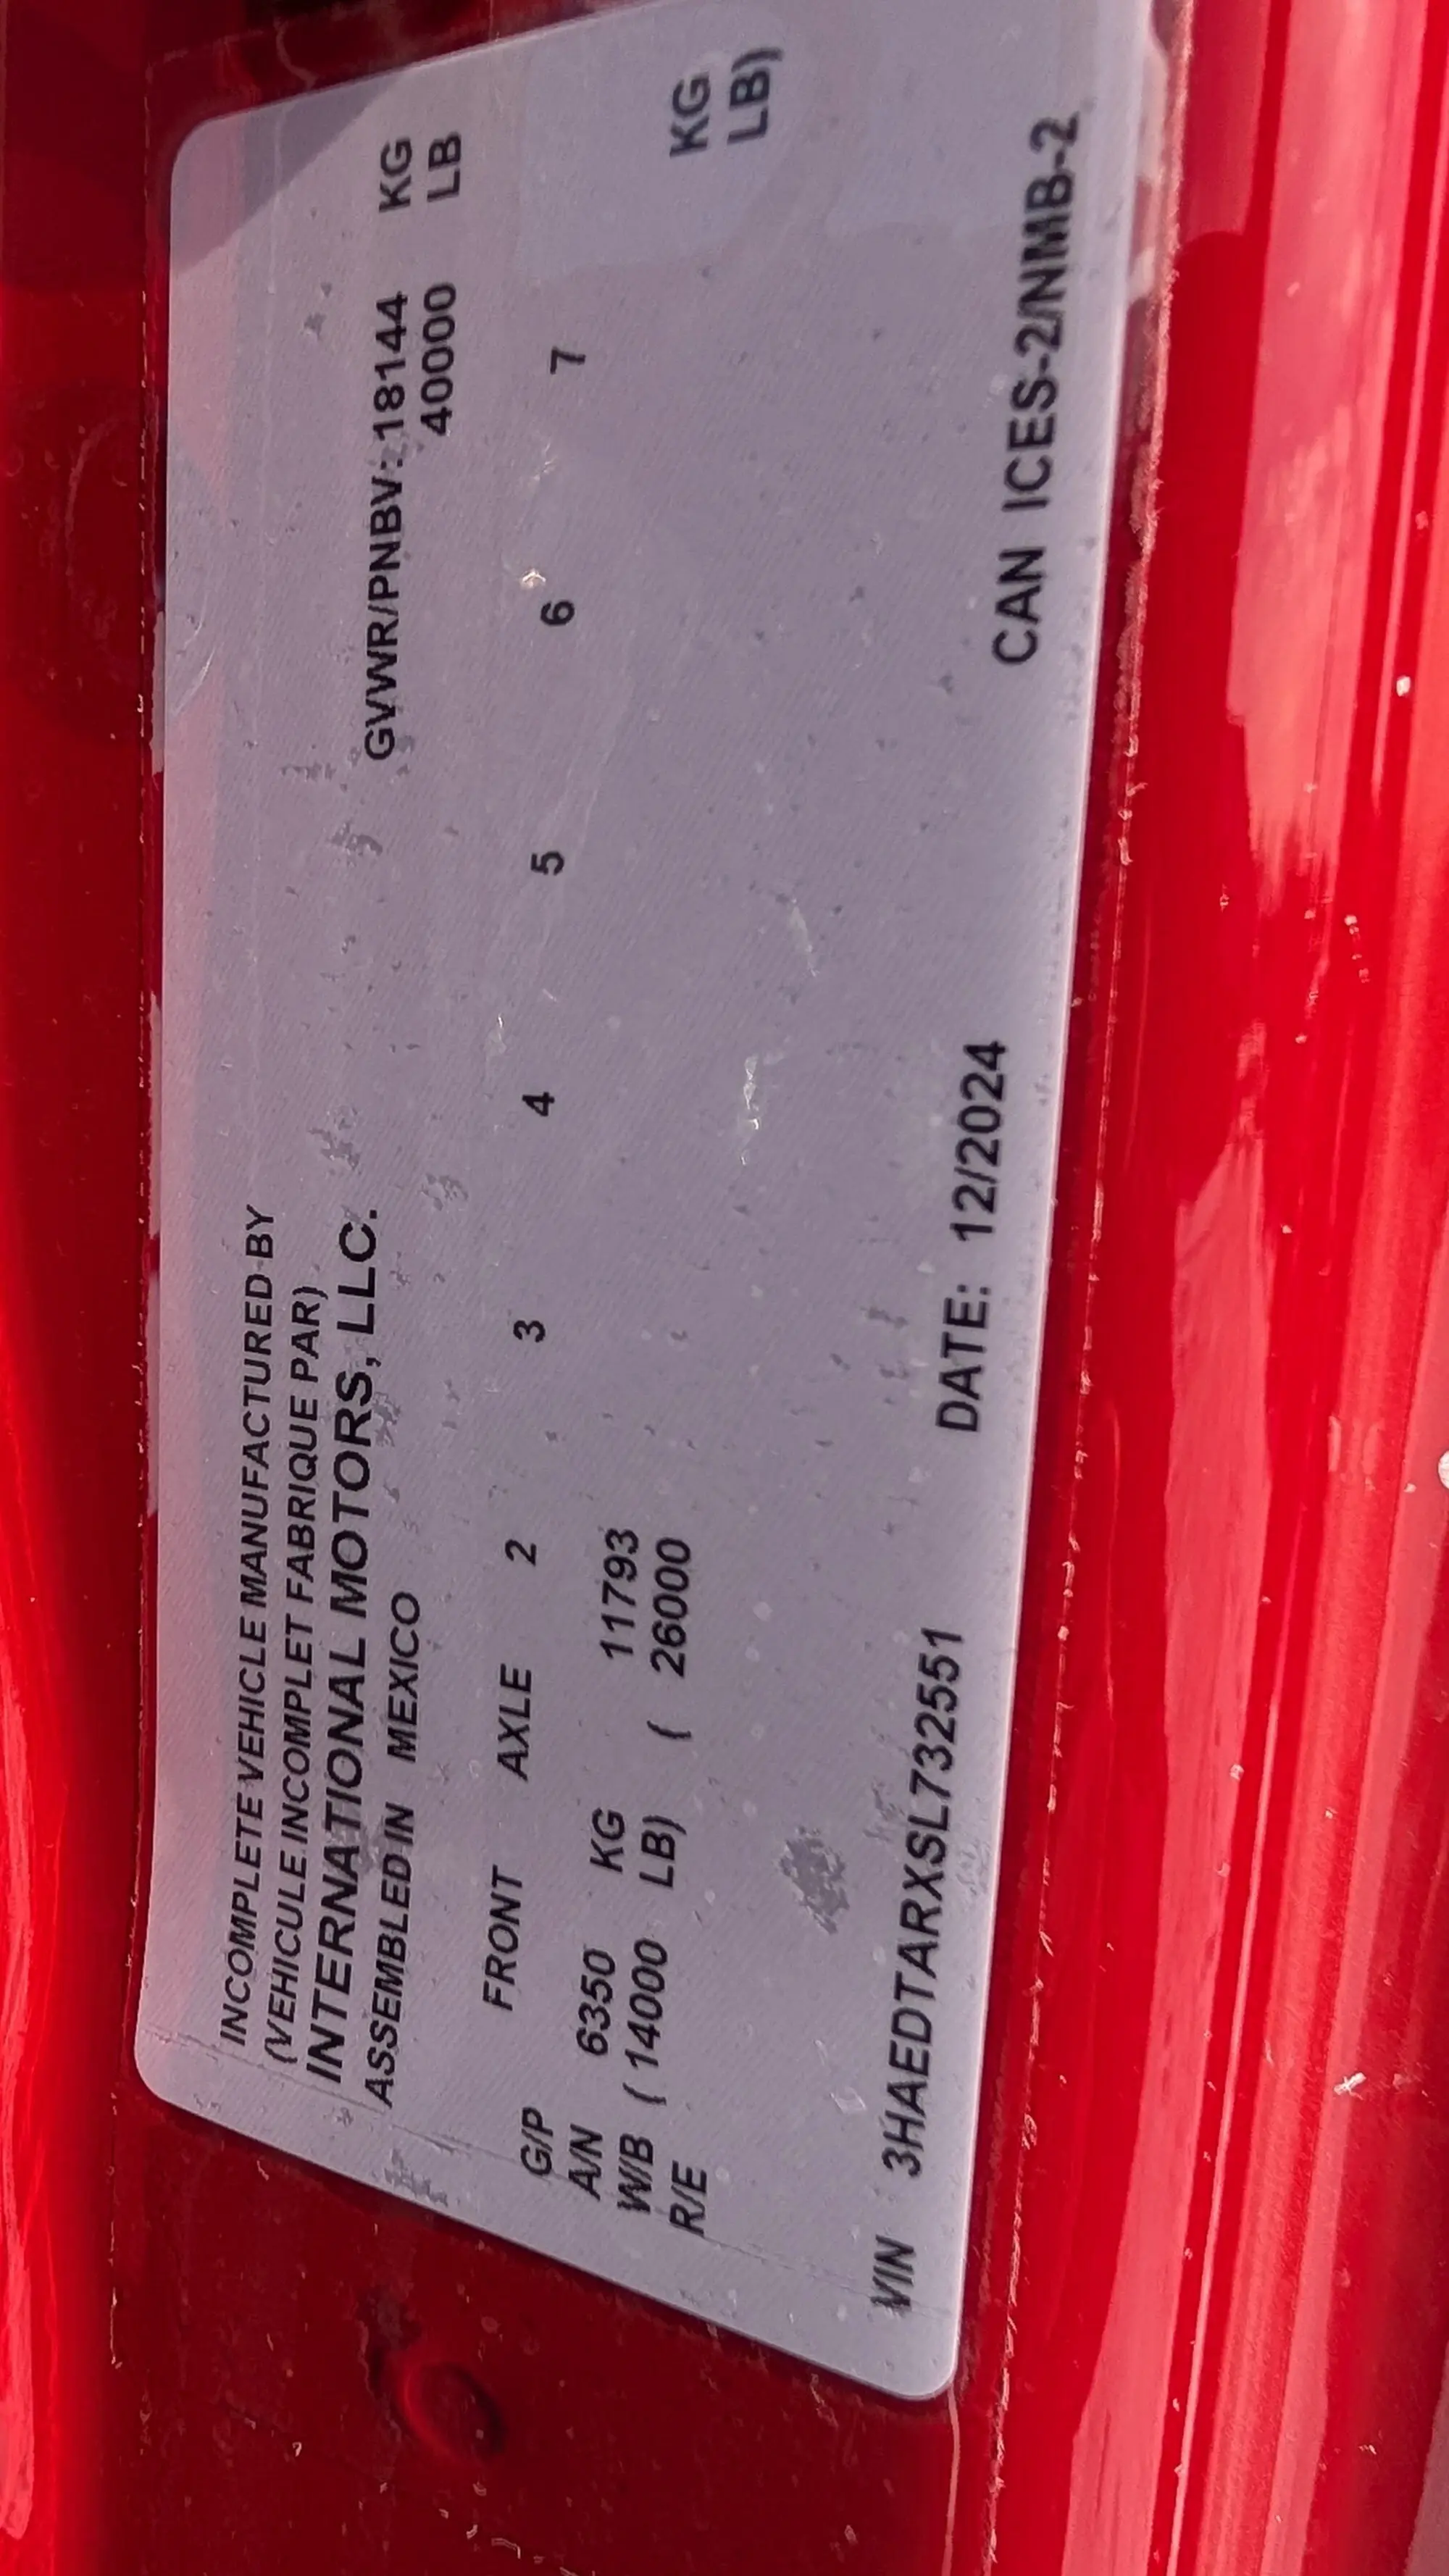 INCOMPLETE VEHICLE MANUFACTURED BY
(VEHICULE INCOMPLET FABRIQUE PAR)
INTERNATIONAL MOTORS, LLC.
ASSEMBLED IN MEXICO
GVWR/PNBV: 18144 KG
40000 LB
FRONT AXLE 2 3 4 5 6 7
G/P
A/N 6350 KG 11793 KG
W/B ( 14000 LB) ( 26000 LB)
R/E
VIN 3HAEDTARXSL732551 DATE: 12/2024 CAN ICES-2/NMB-2